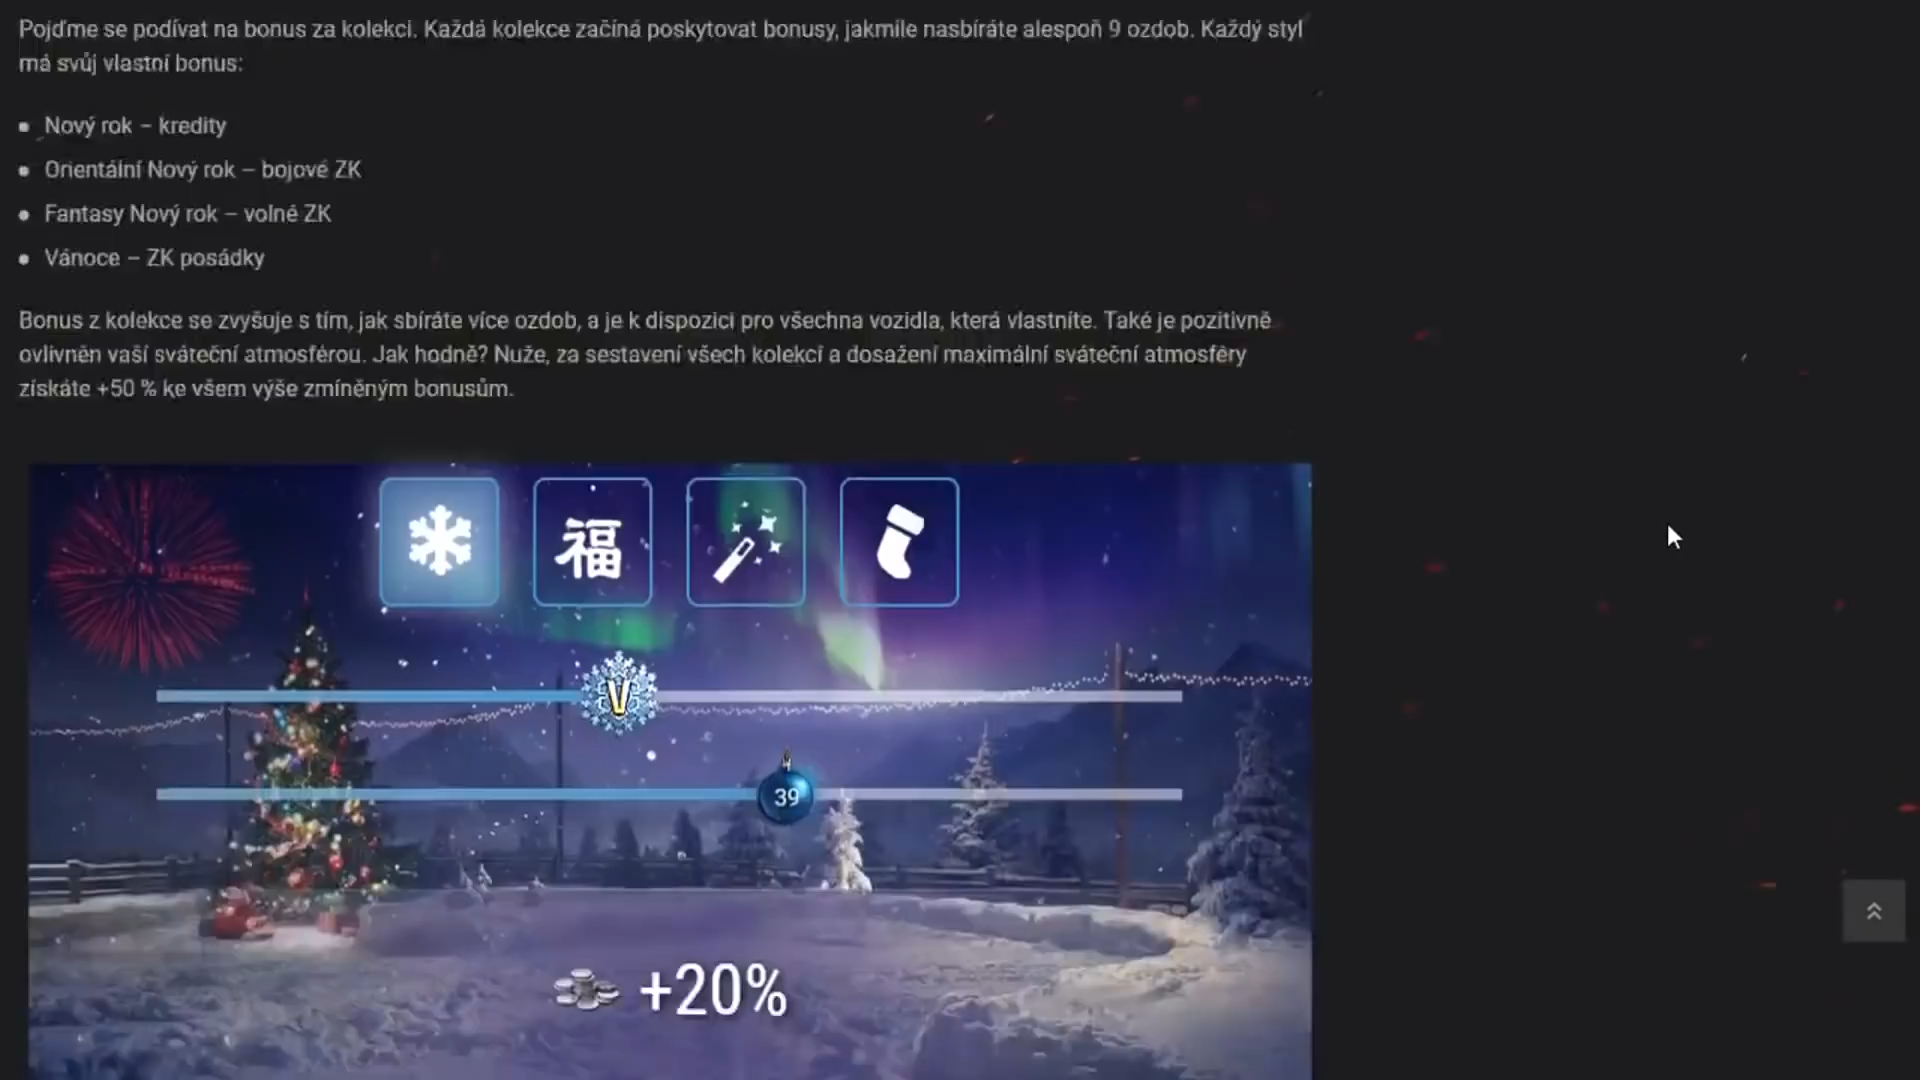 Pojďme se podívat na bonus za kolekci. Každá kolekce začíná poskytovat bonusy, jakmile nasbíráte alespoň 9 ozdob. Každý styl
má svůj vlastní bonus:
Nový rok – kredity
Orientální Nový rok – bojové ZK
Fantasy Nový rok – volné ZK
Vánoce – ZK posádky
Bonus z kolekce se zvyšuje s tím, jak sbíráte více ozdob, a je k dispozici pro všechna vozidla, která vlastníte. Také je pozitivně
ovlivněn vaší sváteční atmosférou. Jak hodně? Nuže, za sestavení všech kolekcí a dosažení maximální sváteční atmosféry
získáte +50 % ke všem výše zmíněným bonusům.
福
V
39
+20%